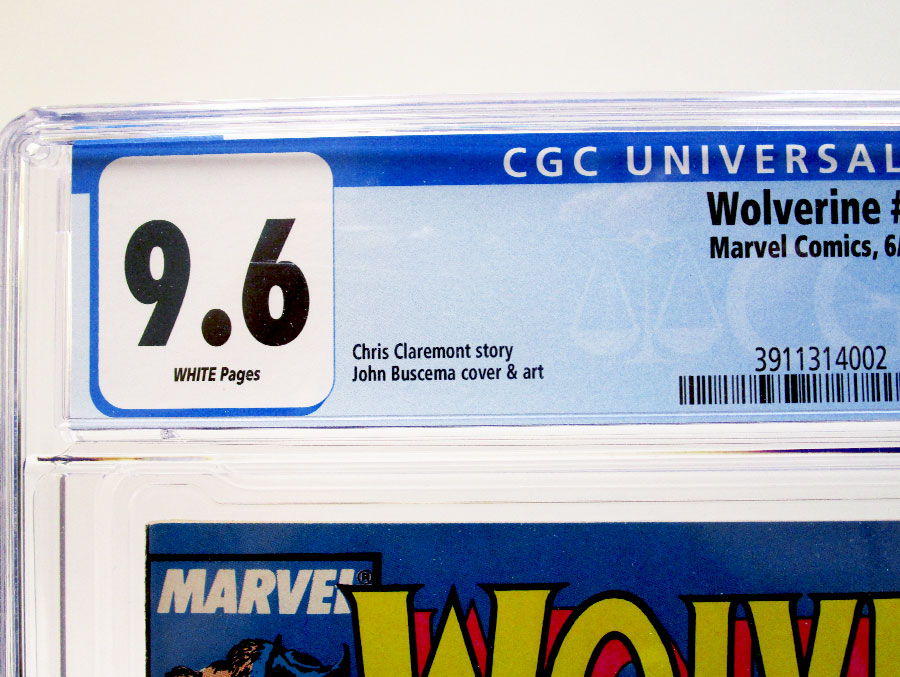 CGC UNIVERSAL
Wolverine #
Marvel Comics, 6/
9.6
WHITE Pages
Chris Claremont story
John Buscema cover & art
3911314002
MARVEL®
WOLV